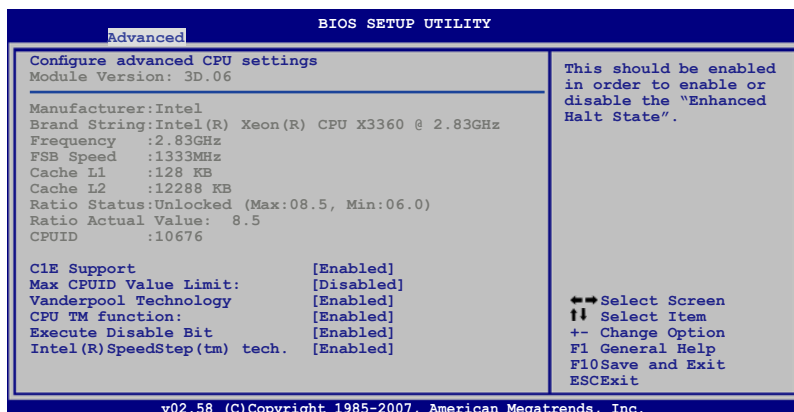 BIOS SETUP UTILITY
Advanced
Configure advanced CPU settings
Module Version: 3D.06
Manufacturer:Intel
Brand String:Intel(R) Xeon(R) CPU X3360 @ 2.83GHz
Frequency :2.83GHz
FSB Speed :1333MHz
Cache L1 :128 KB
Cache L2 :12288 KB
Ratio Status:Unlocked (Max:08.5, Min:06.0)
Ratio Actual Value: 8.5
CPUID :10676
C1E Support [Enabled]
Max CPUID Value Limit: [Disabled]
Vanderpool Technology [Enabled]
CPU TM function: [Enabled]
Execute Disable Bit [Enabled]
Intel(R)SpeedStep(tm) tech. [Enabled]
This should be enabled
in order to enable or
disable the “Enhanced
Halt State”.
←→Select Screen
↑↓ Select Item
+- Change Option
F1 General Help
F10Save and Exit
ESCExit
v02.58 (C)Copyright 1985-2007, American Megatrends, Inc.